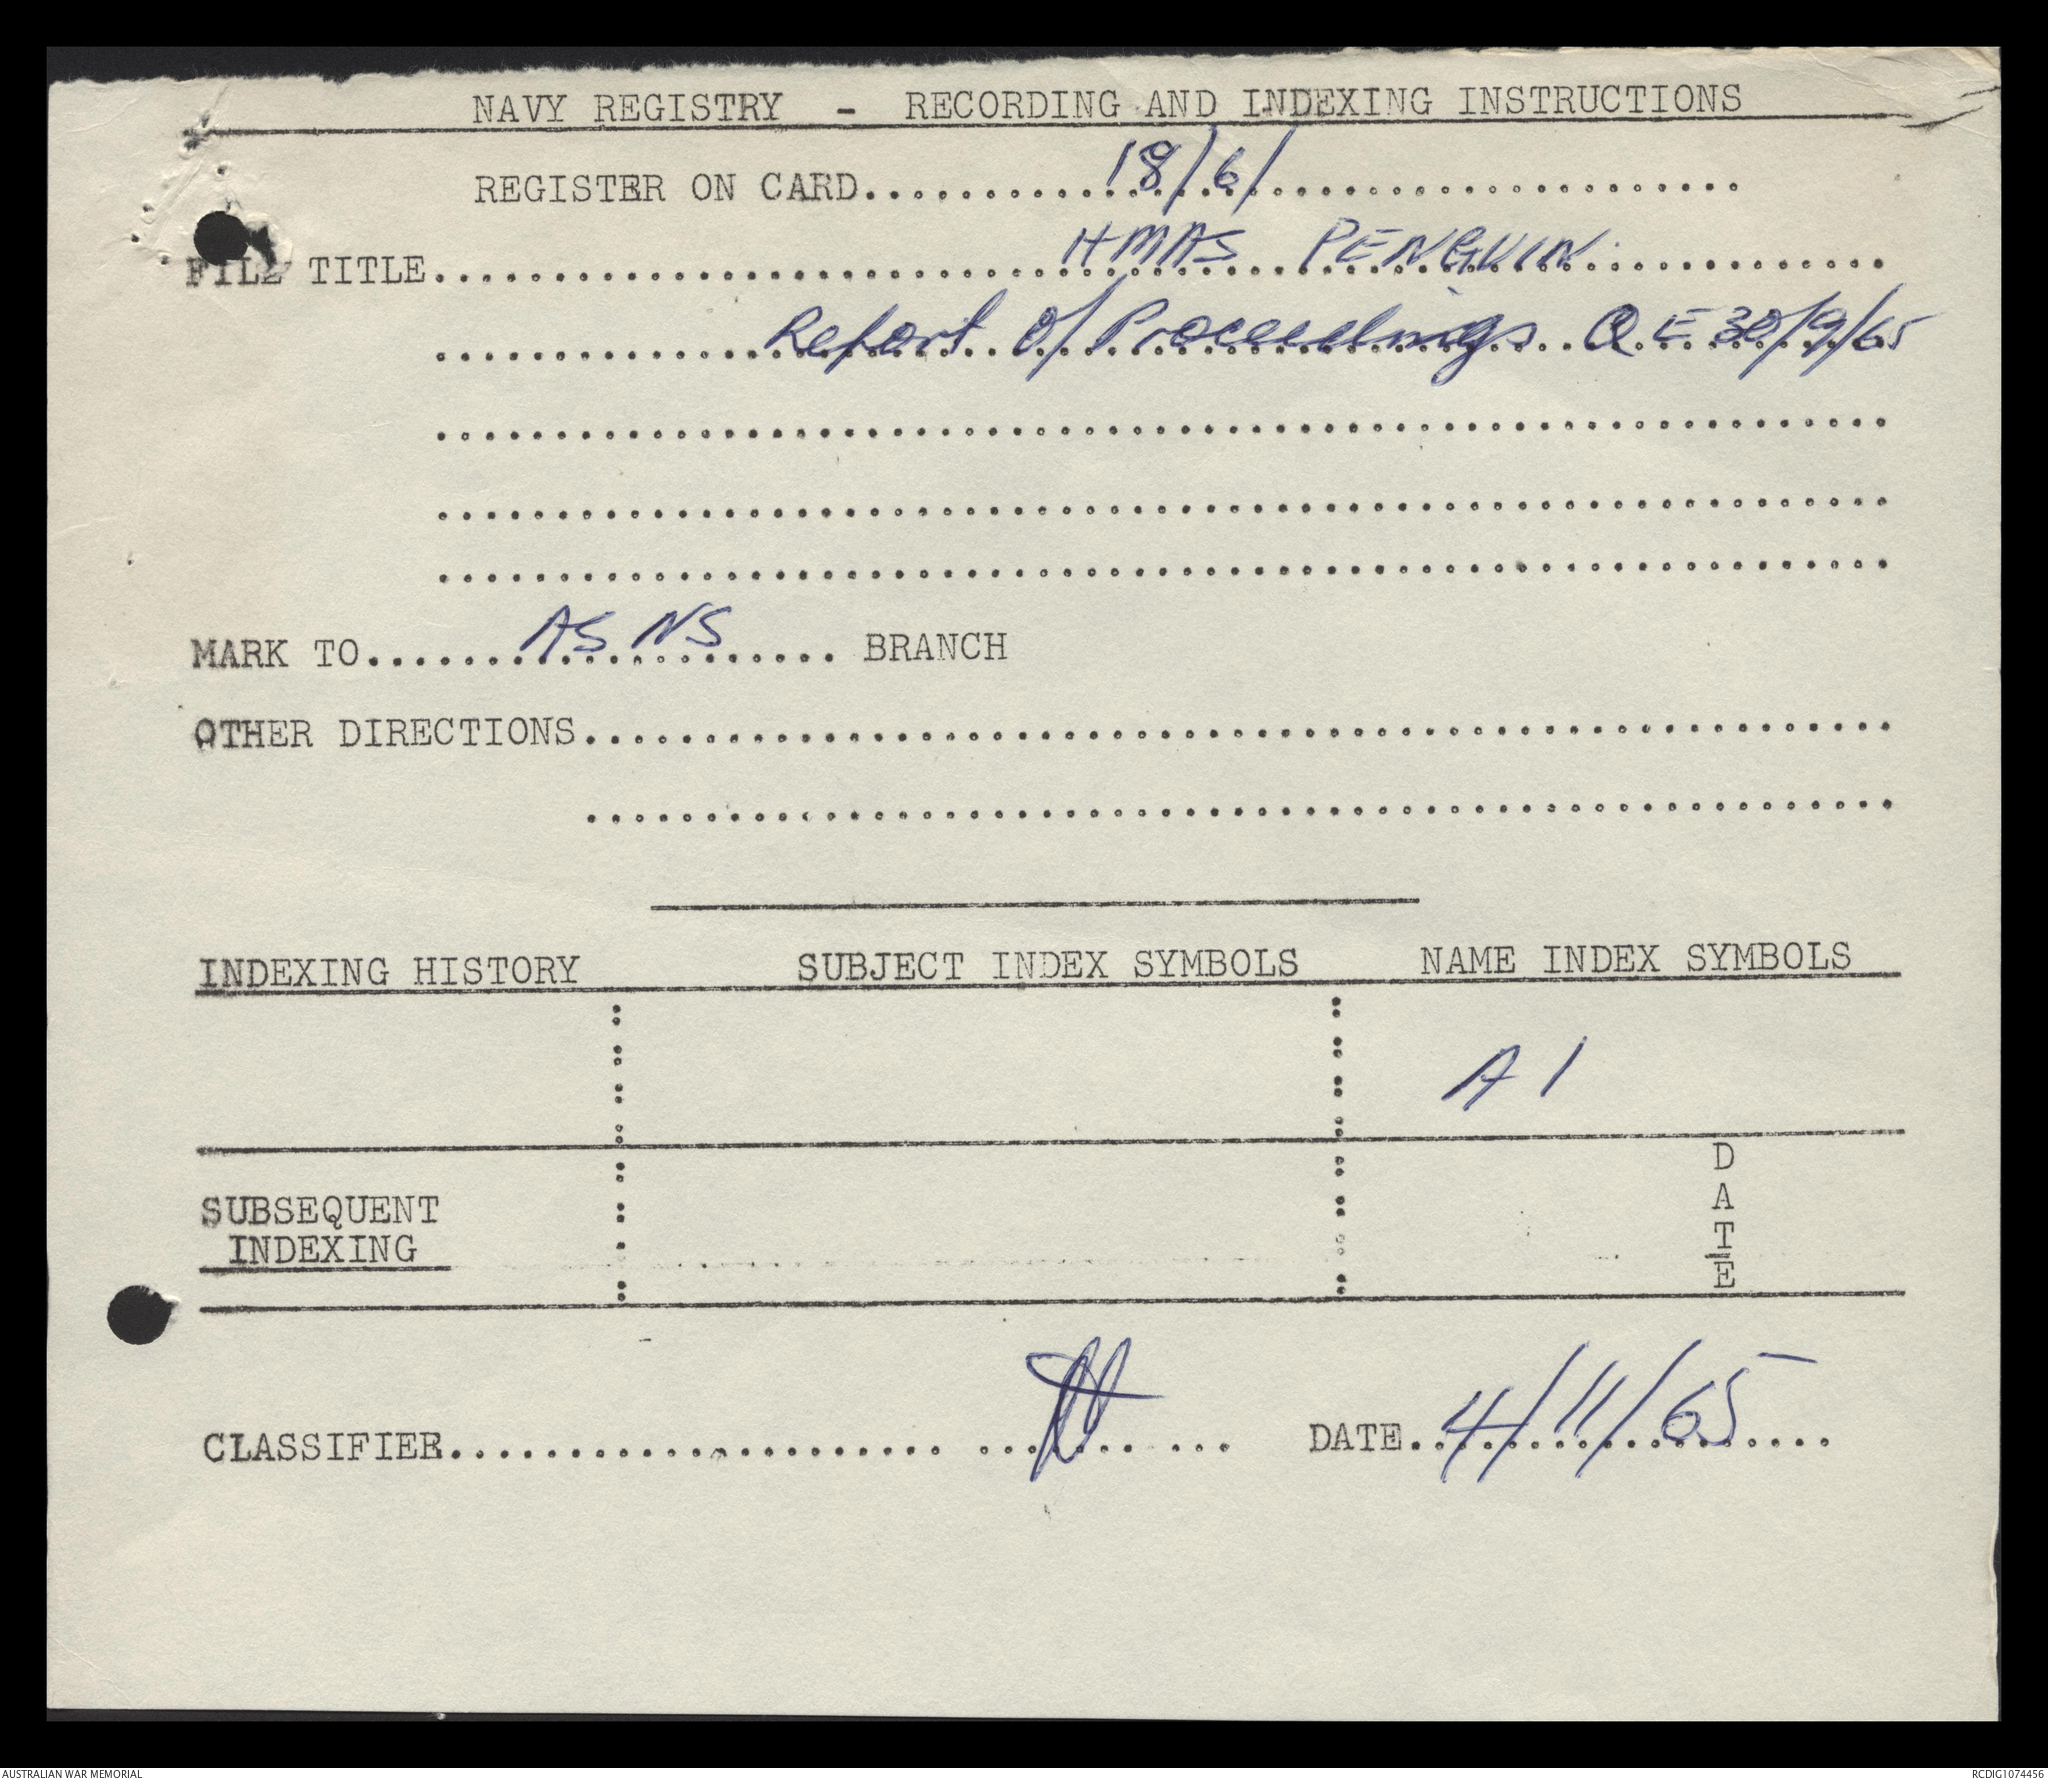 NAVY REGISTRY - RECORDING AND INDEXING INSTRUCTIONS
REGISTER ON CARD..........18/6/....................
FILE TITLE..........HMAS PENGUIN..........
Report of Proceedings QE 30/9/65
MARK TO......AS NS...... BRANCH
OTHER DIRECTIONS..........
INDEXING HISTORY SUBJECT INDEX SYMBOLS NAME INDEX SYMBOLS
A 1
SUBSEQUENT
INDEXING
DATE
CLASSIFIER.......... DATE..4/11/65....
AUSTRALIAN WAR MEMORIAL
RCDIG1074456